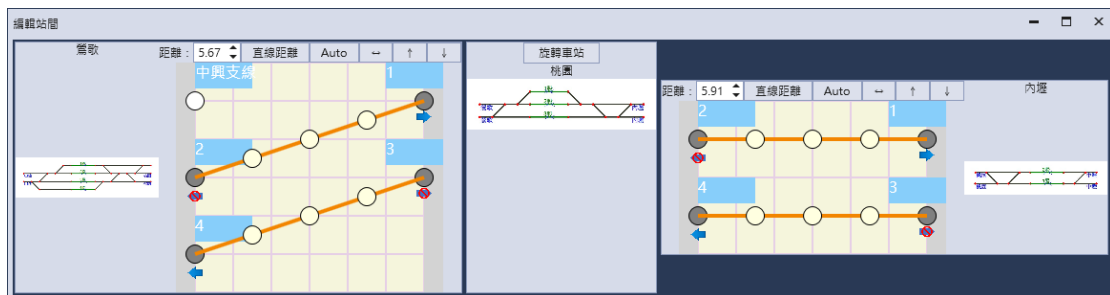 編輯站間
鶯歌
距離： 5.67 直線距離 Auto ↔ ↑ ↓
中興支線 1
2 3
4
旋轉車站
桃園
距離： 5.91 直線距離 Auto ↔ ↑ ↓
2 1
4 3
內壢